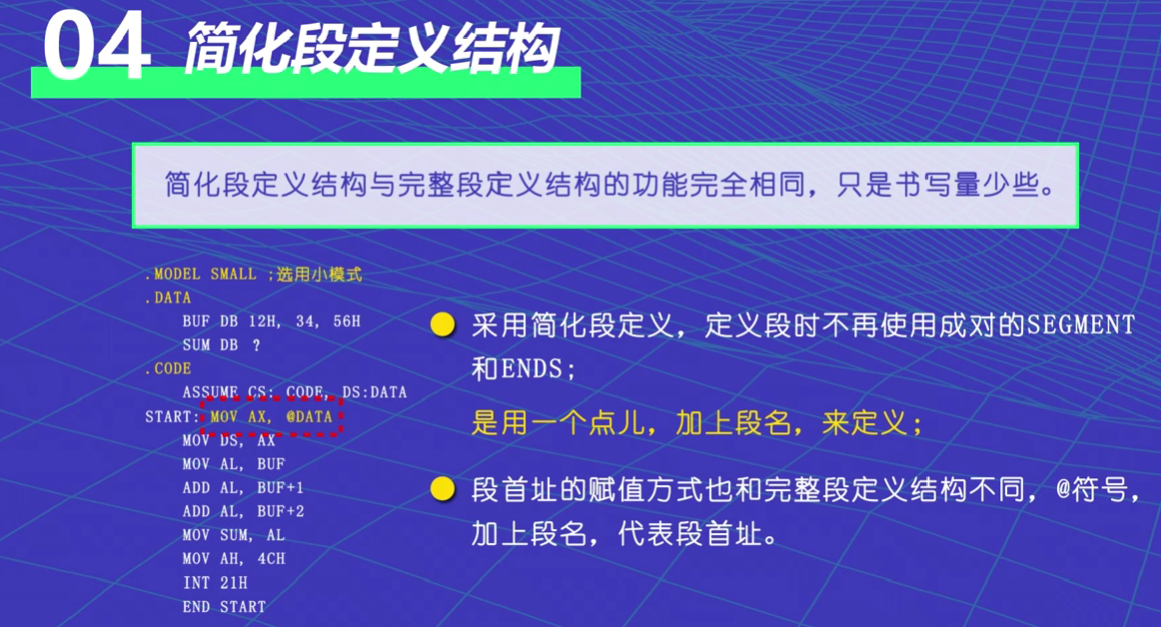 04 简化段定义结构
简化段定义结构与完整段定义结构的功能完全相同，只是书写量少些。
.MODEL SMALL ;选用小模式
.DATA
BUF DB 12H, 34, 56H
SUM DB ?
.CODE
ASSUME CS: CODE, DS:DATA
START: MOV AX, @DATA
MOV DS, AX
MOV AL, BUF
ADD AL, BUF+1
ADD AL, BUF+2
MOV SUM, AL
MOV AH, 4CH
INT 21H
END START
采用简化段定义，定义段时不再使用成对的SEGMENT
和ENDS；
是用一个点儿，加上段名，来定义；
段首址的赋值方式也和完整段定义结构不同，@符号，
加上段名，代表段首址。